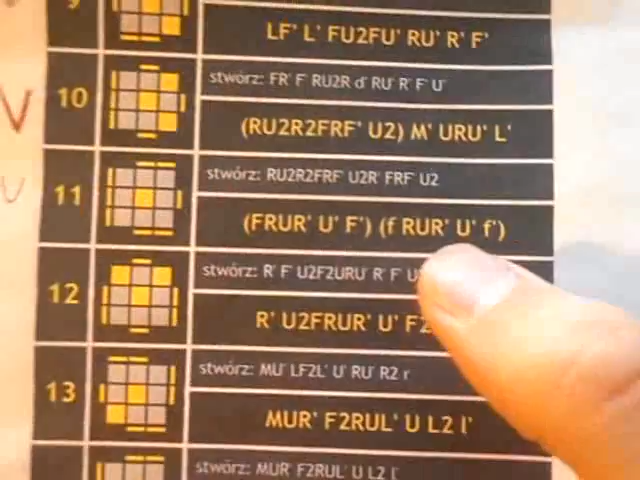 9
LF' L' FU2FU' RU' R' F'
10
stwórz: FR' F' RU2R d' RU' R' F' U'
(RU2R2FRF' U2) M' URU' L'
11
stwórz: RU2R2FRF' U2R' FRF' U2
(FRUR' U' F') (f RUR' U' f')
12
stwórz: R' F' U2F2URU' R' F'
R' U2FRUR' U'
13
stwórz: MU' LF2L' U' RU' R2 r
MUR' F2RUL' U L2 l'
stwórz: MUR' F2RUL' U L2 l'